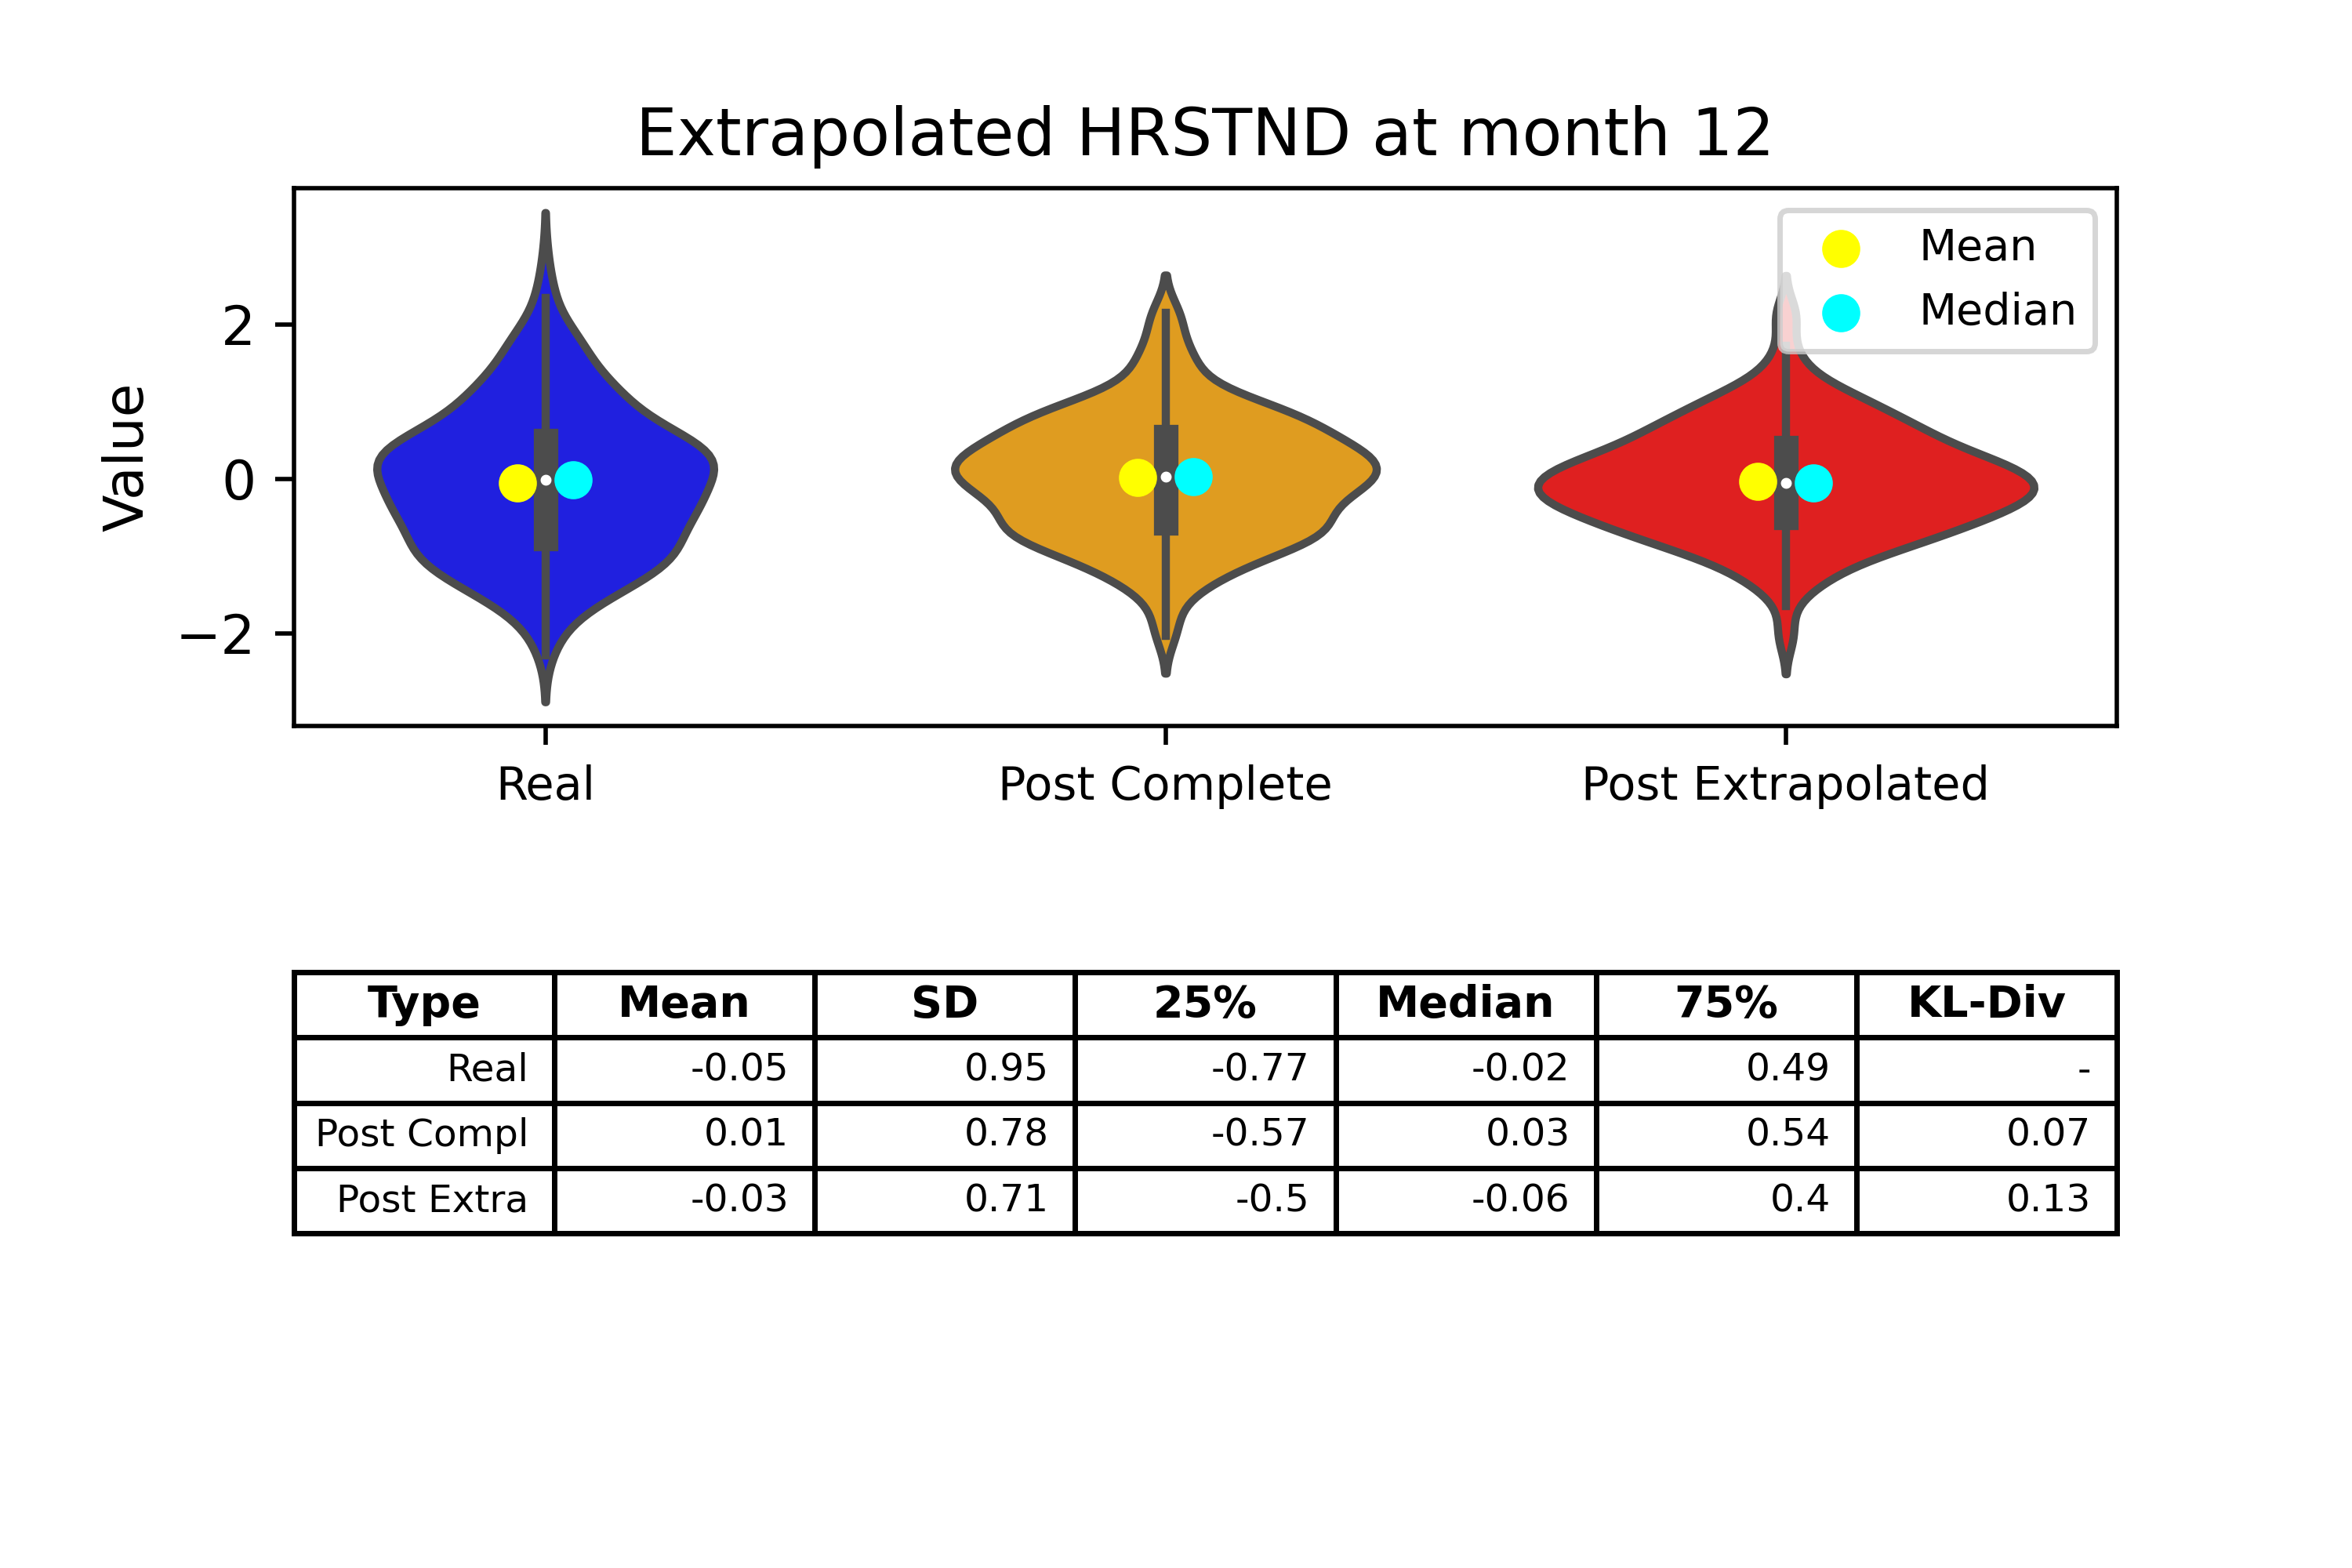 Extrapolated HRSTND at month 12
Mean
Median
Value
2
0
−2
Real Post Complete Post Extrapolated
Type Mean SD 25% Median 75% KL-Div
Real -0.05 0.95 -0.77 -0.02 0.49 -
Post Compl 0.01 0.78 -0.57 0.03 0.54 0.07
Post Extra -0.03 0.71 -0.5 -0.06 0.4 0.13